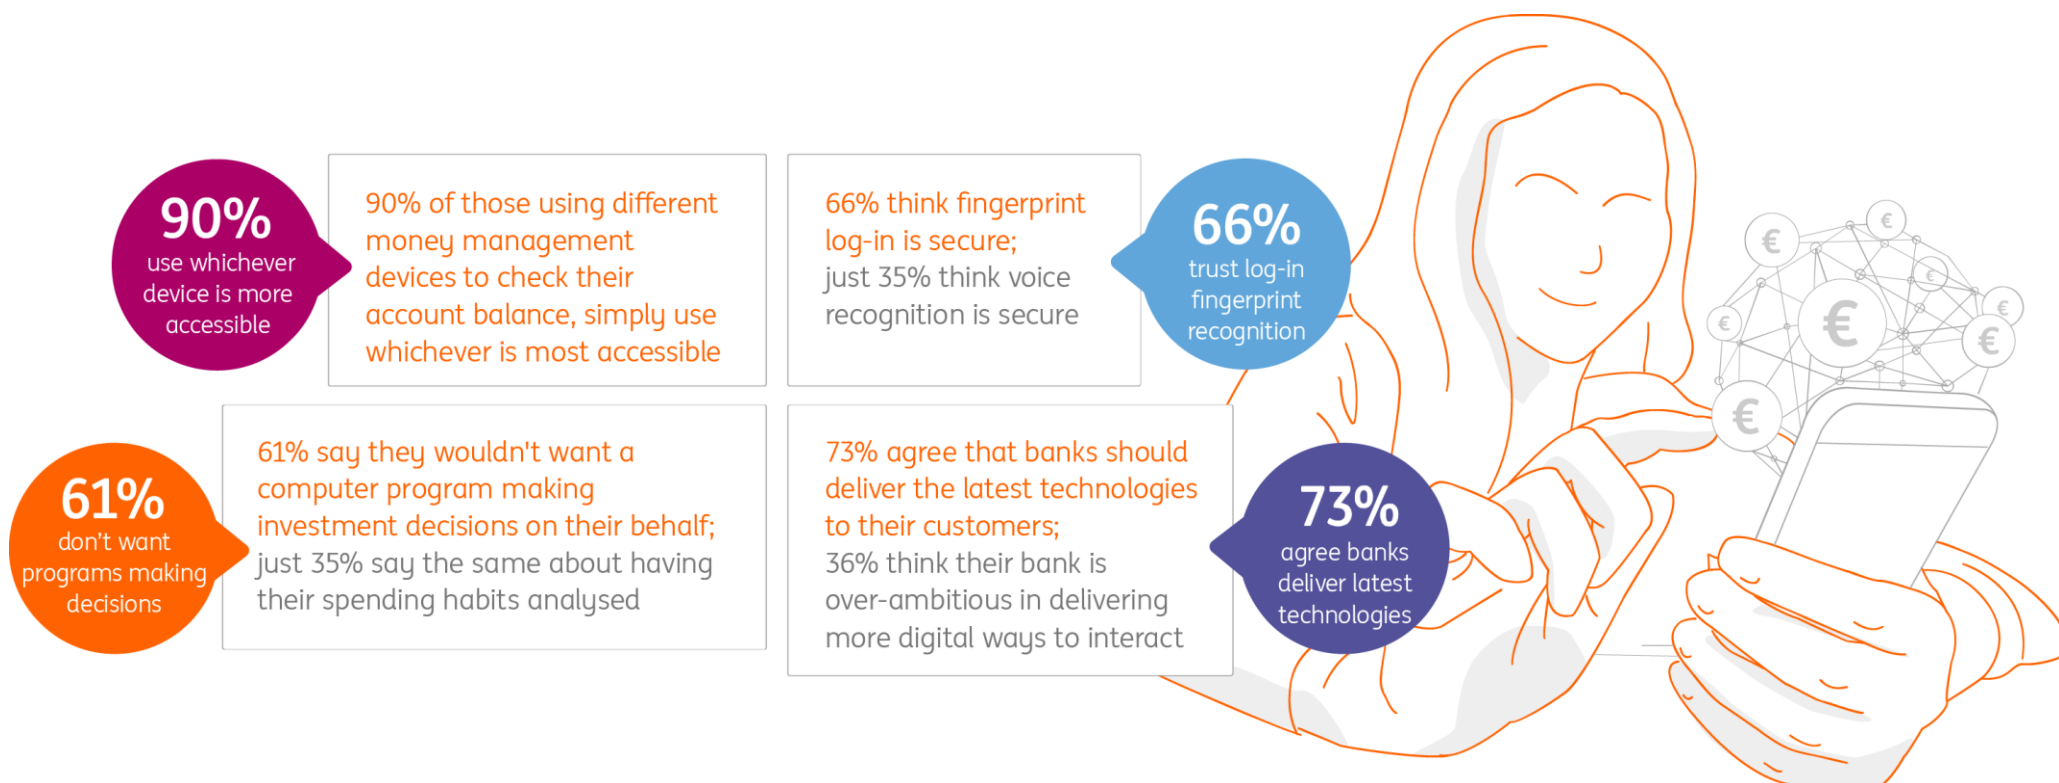 90%
use whichever
device is more
accessible
90% of those using different
money management
devices to check their
account balance, simply use
whichever is most accessible
66% think fingerprint
log-in is secure;
just 35% think voice
recognition is secure
66%
trust log-in
fingerprint
recognition
61%
don't want
programs making
decisions
61% say they wouldn't want a
computer program making
investment decisions on their behalf;
just 35% say the same about having
their spending habits analysed
73% agree that banks should
deliver the latest technologies
to their customers;
36% think their bank is
over-ambitious in delivering
more digital ways to interact
73%
agree banks
deliver latest
technologies
€
€
€
€
€
€
€
€